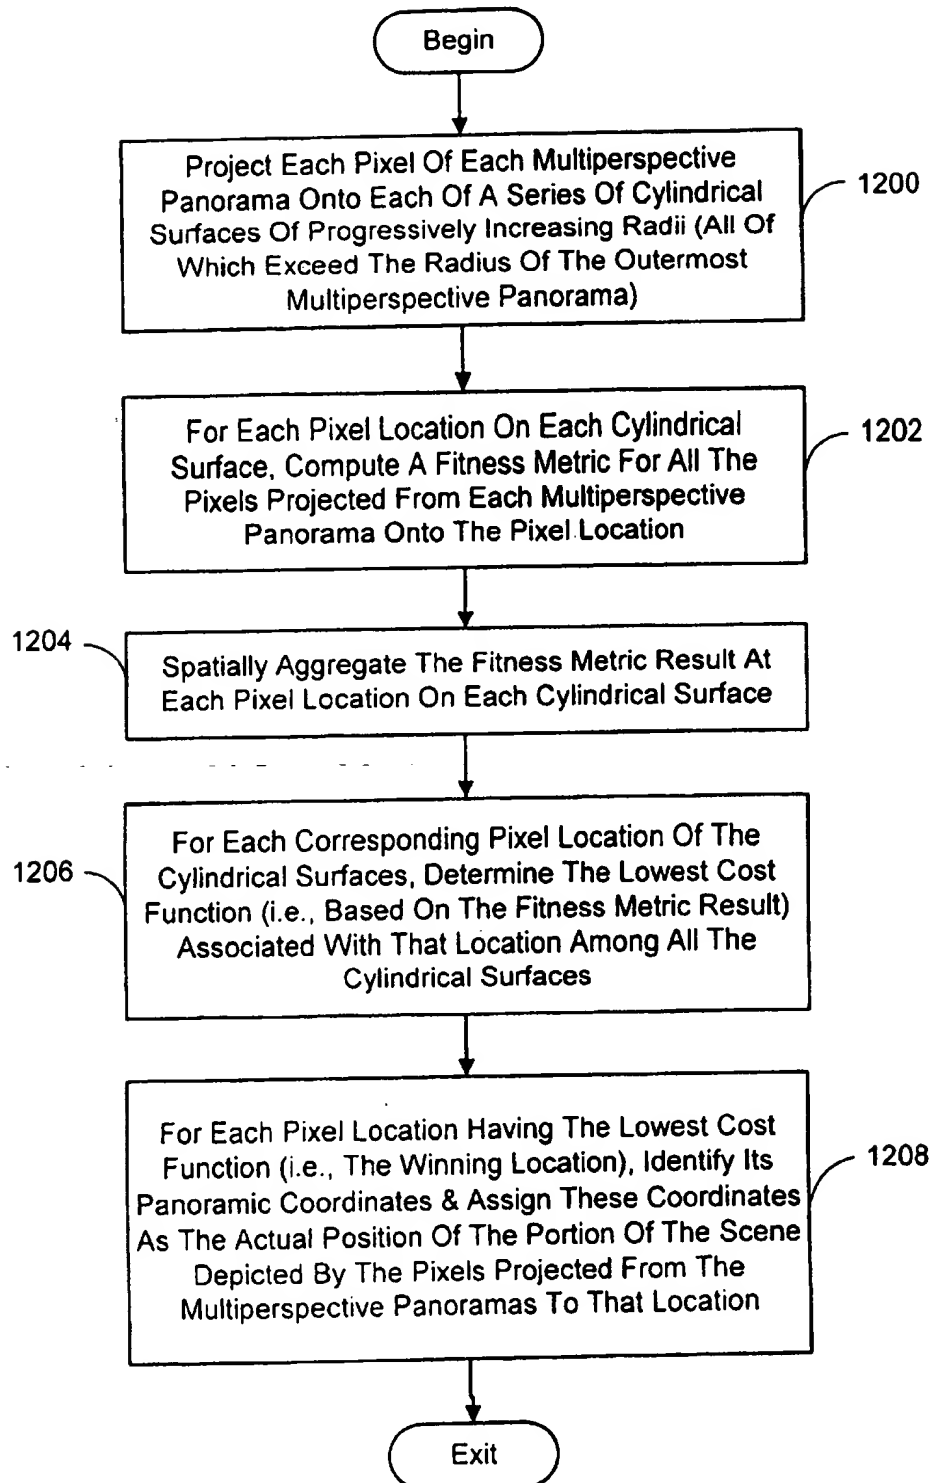 Begin
Project Each Pixel Of Each Multiperspective
Panorama Onto Each Of A Series Of Cylindrical
Surfaces Of Progressively Increasing Radii (All Of
Which Exceed The Radius Of The Outermost
Multiperspective Panorama)
1200
For Each Pixel Location On Each Cylindrical
Surface, Compute A Fitness Metric For All The
Pixels Projected From Each Multiperspective
Panorama Onto The Pixel Location
1202
1204
Spatially Aggregate The Fitness Metric Result At
Each Pixel Location On Each Cylindrical Surface
1206
For Each Corresponding Pixel Location Of The
Cylindrical Surfaces, Determine The Lowest Cost
Function (i.e., Based On The Fitness Metric Result)
Associated With That Location Among All The
Cylindrical Surfaces
For Each Pixel Location Having The Lowest Cost
Function (i.e., The Winning Location), Identify Its
Panoramic Coordinates & Assign These Coordinates
As The Actual Position Of The Portion Of The Scene
Depicted By The Pixels Projected From The
Multiperspective Panoramas To That Location
1208
Exit